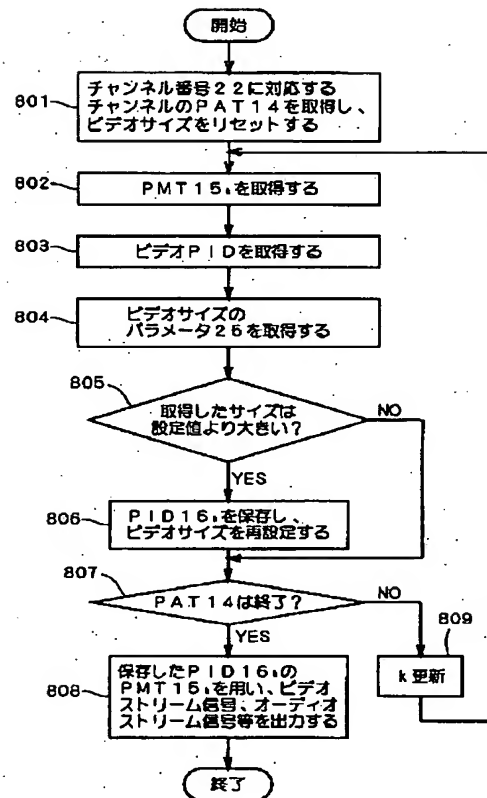 開始
801
チャンネル番号22に対応する
チャンネルのPAT14を取得し、
ビデオサイズをリセットする
802
PMT15ₖを取得する
803
ビデオPIDを取得する
804
ビデオサイズの
パラメータ25を取得する
805
取得したサイズは
設定値より大きい?
NO
YES
806
PID16ₖを保存し、
ビデオサイズを再設定する
807
PAT14は終了?
NO
809
YES
k更新
808
保存したPID16ₖの
PMT15ₖを用い、ビデオ
ストリーム信号、オーディオ
ストリーム信号等を出力する
終了